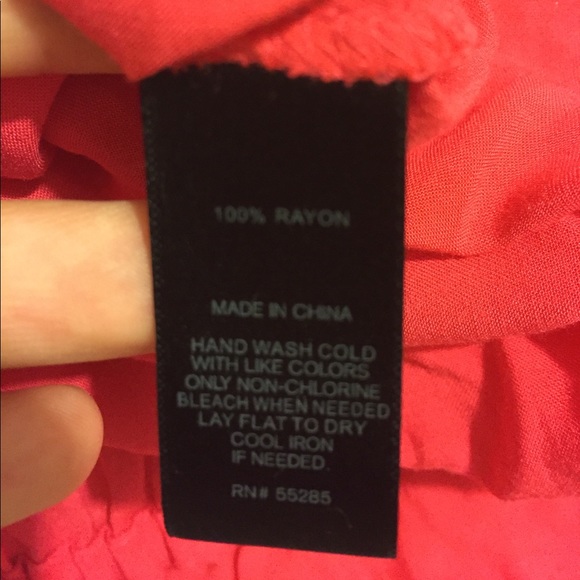 100% RAYON
MADE IN CHINA
HAND WASH COLD
WITH LIKE COLORS
ONLY NON-CHLORINE
BLEACH WHEN NEEDED
LAY FLAT TO DRY
COOL IRON
IF NEEDED.
RN# 55285